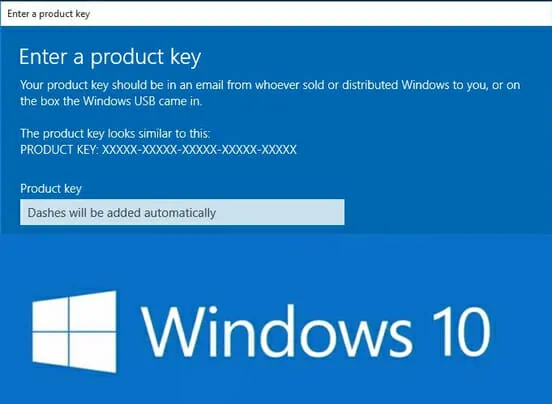 Enter a product key
Enter a product key
Your product key should be in an email from whoever sold or distributed Windows to you, or on
the box the Windows USB came in.
The product key looks similar to this:
PRODUCT KEY: XXXXX-XXXXX-XXXXX-XXXXX-XXXXX
Product key
Dashes will be added automatically
Windows 10